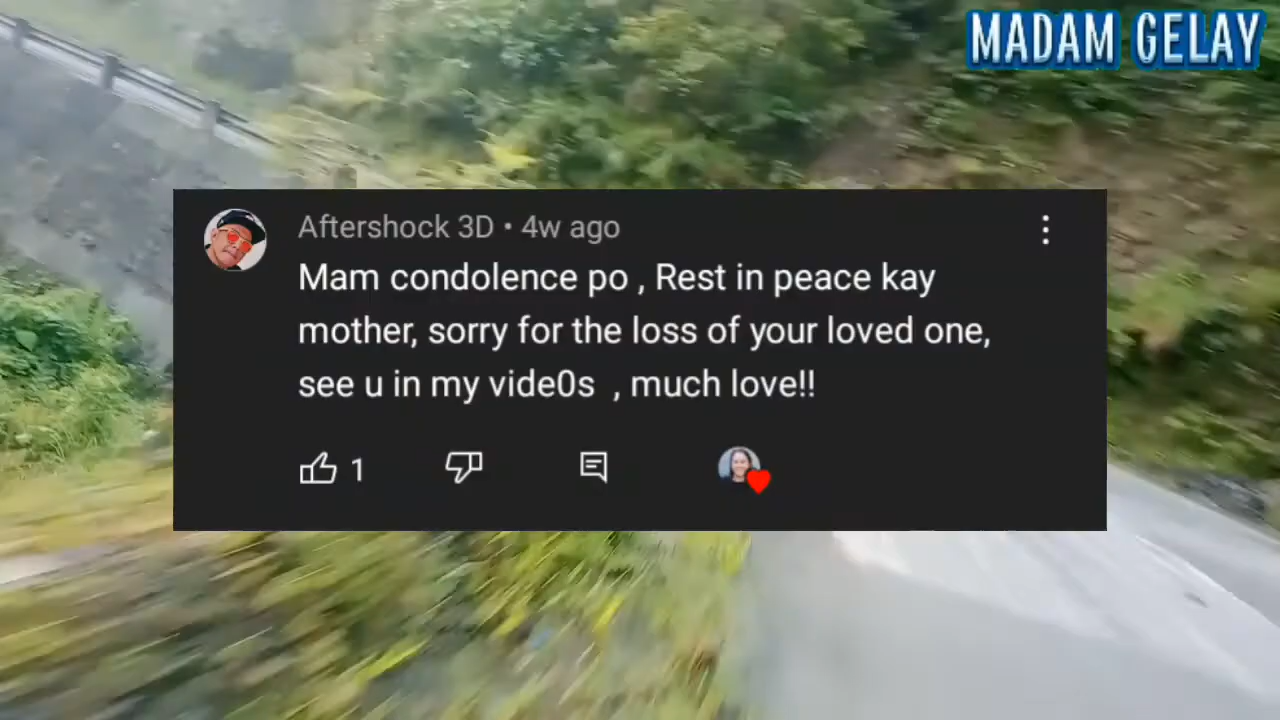 MADAM GELAY
Aftershock 3D • 4w ago
Mam condolence po , Rest in peace kay
mother, sorry for the loss of your loved one,
see u in my vide0s , much love!!
1